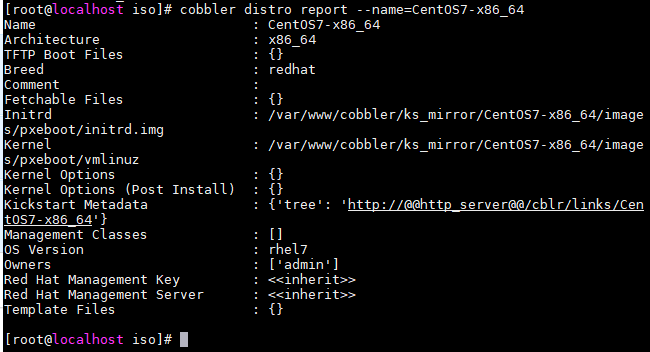 [root@localhost iso]# cobbler distro report --name=CentOS7-x86_64
Name                           : CentOS7-x86_64
Architecture                   : x86_64
TFTP Boot Files                : {}
Breed                          : redhat
Comment                        :
Fetchable Files                : {}
Initrd                         : /var/www/cobbler/ks_mirror/CentOS7-x86_64/image
s/pxeboot/initrd.img
Kernel                         : /var/www/cobbler/ks_mirror/CentOS7-x86_64/image
s/pxeboot/vmlinuz
Kernel Options                 : {}
Kernel Options (Post Install)  : {}
Kickstart Metadata             : {'tree': 'http://@@http_server@@/cblr/links/Cen
tOS7-x86_64'}
Management Classes             : []
OS Version                     : rhel7
Owners                         : ['admin']
Red Hat Management Key         : <<inherit>>
Red Hat Management Server      : <<inherit>>
Template Files                 : {}
[root@localhost iso]#